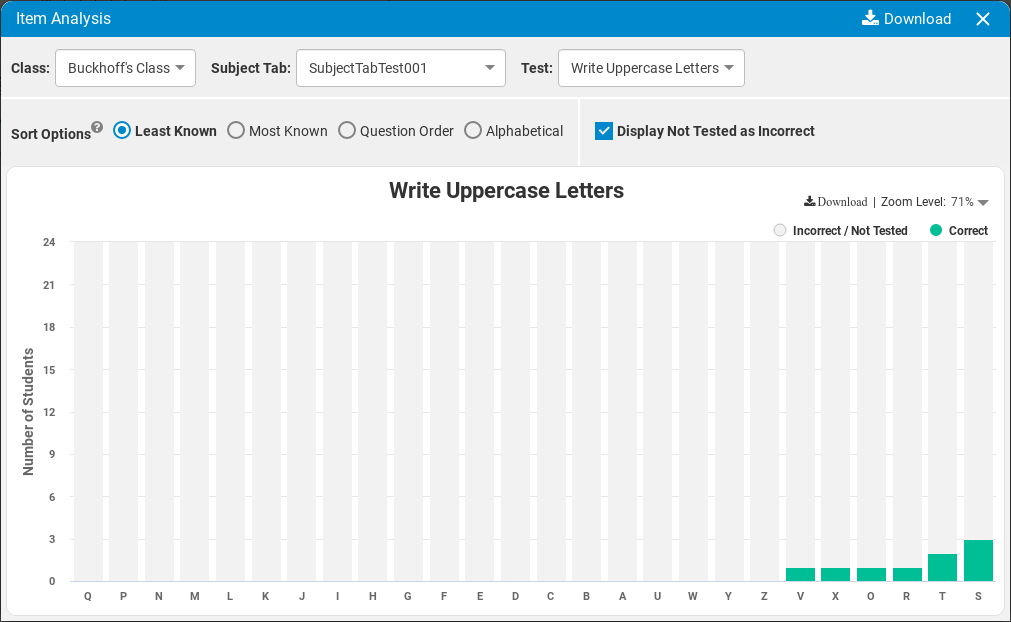 Item Analysis Download
Class: Buckhoff's Class Subject Tab: SubjectTabTest001 Test: Write Uppercase Letters
Sort Options ? Least Known Most Known Question Order Alphabetical Display Not Tested as Incorrect
Write Uppercase Letters
Download | Zoom Level: 71%
Incorrect / Not Tested Correct
Number of Students
24
21
18
15
12
9
6
3
0
Q P N M L K J I H G F E D C B A U W Y Z V X O R T S